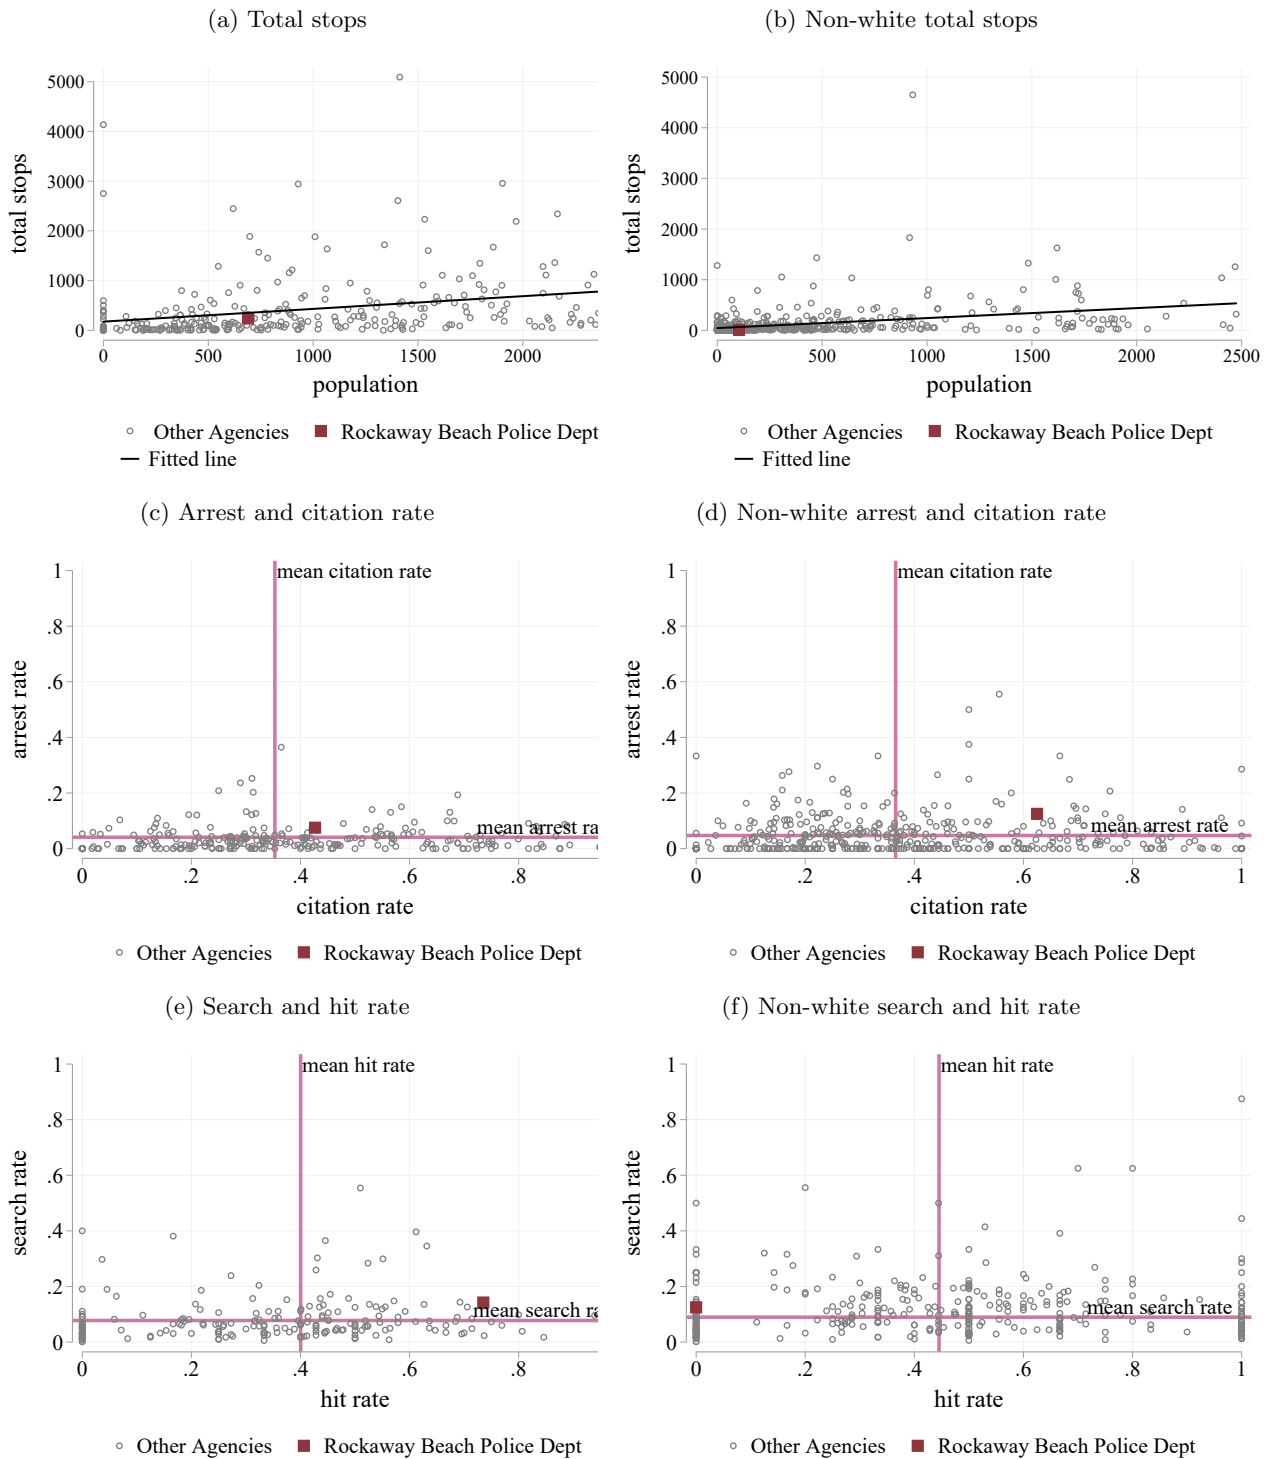 (a) Total stops
(b) Non-white total stops
total stops
5000
4000
3000
2000
1000
0
0 500 1000 1500 2000
population
Other Agencies Rockaway Beach Police Dept
Fitted line
total stops
5000
4000
3000
2000
1000
0
0 500 1000 1500 2000 2500
population
Other Agencies Rockaway Beach Police Dept
Fitted line
(c) Arrest and citation rate
(d) Non-white arrest and citation rate
arrest rate
1
.8
.6
.4
.2
0
mean citation rate
mean arrest ra
0 .2 .4 .6 .8
citation rate
Other Agencies Rockaway Beach Police Dept
arrest rate
1
.8
.6
.4
.2
0
mean citation rate
mean arrest rate
0 .2 .4 .6 .8 1
citation rate
Other Agencies Rockaway Beach Police Dept
(e) Search and hit rate
(f) Non-white search and hit rate
search rate
1
.8
.6
.4
.2
0
mean hit rate
mean search ra
0 .2 .4 .6 .8
hit rate
Other Agencies Rockaway Beach Police Dept
search rate
1
.8
.6
.4
.2
0
mean hit rate
mean search rate
0 .2 .4 .6 .8 1
hit rate
Other Agencies Rockaway Beach Police Dept